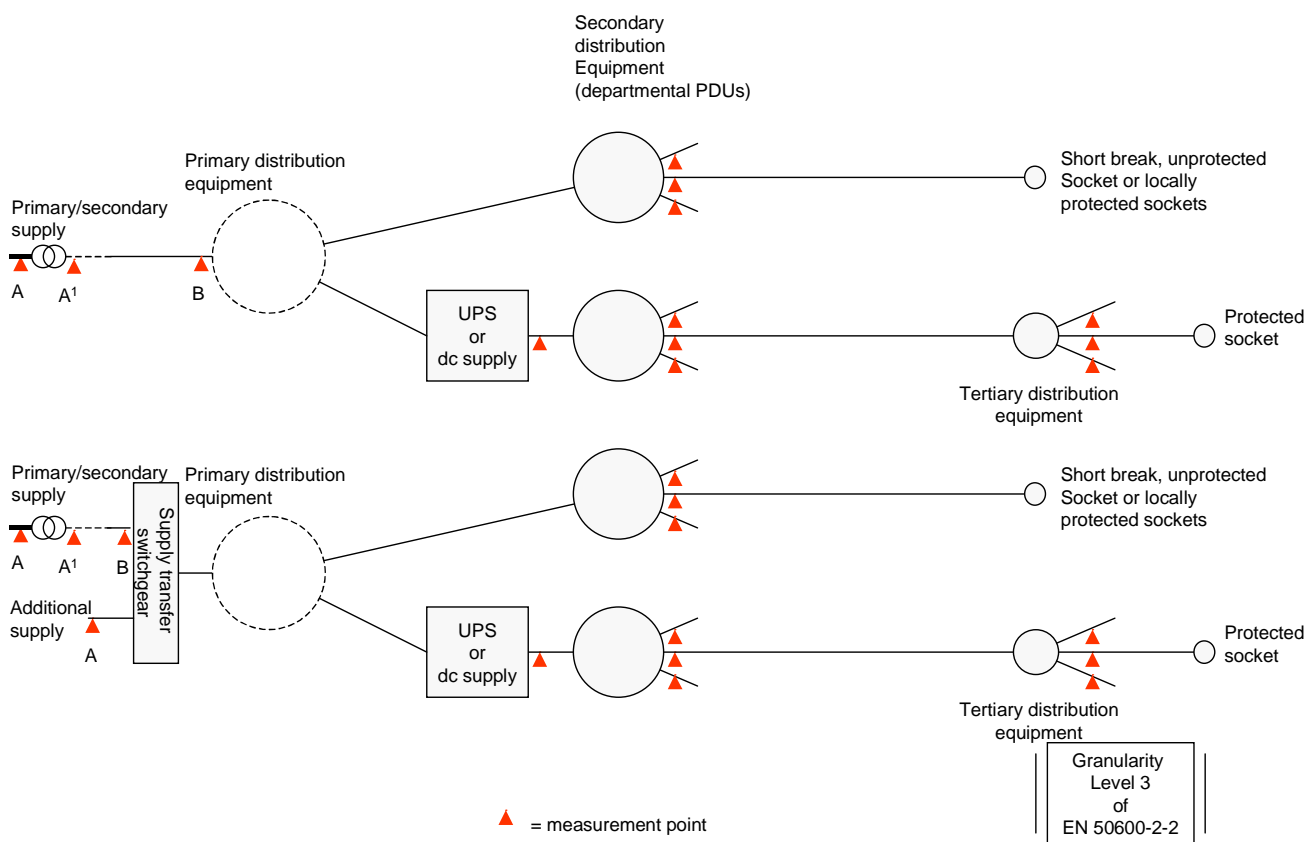 Secondary
distribution
Equipment
(departmental PDUs)
Primary distribution
equipment
Short break, unprotected
Socket or locally
protected sockets
Primary/secondary
supply
A
A¹
B
UPS
or
dc supply
Protected
socket
Tertiary distribution
equipment
Primary/secondary
supply
Primary distribution
equipment
Short break, unprotected
Socket or locally
protected sockets
A
A¹
B
Supply transfer
switchgear
Additional
supply
A
UPS
or
dc supply
Protected
socket
Tertiary distribution
equipment
Granularity
Level 3
of
EN 50600-2-2
= measurement point